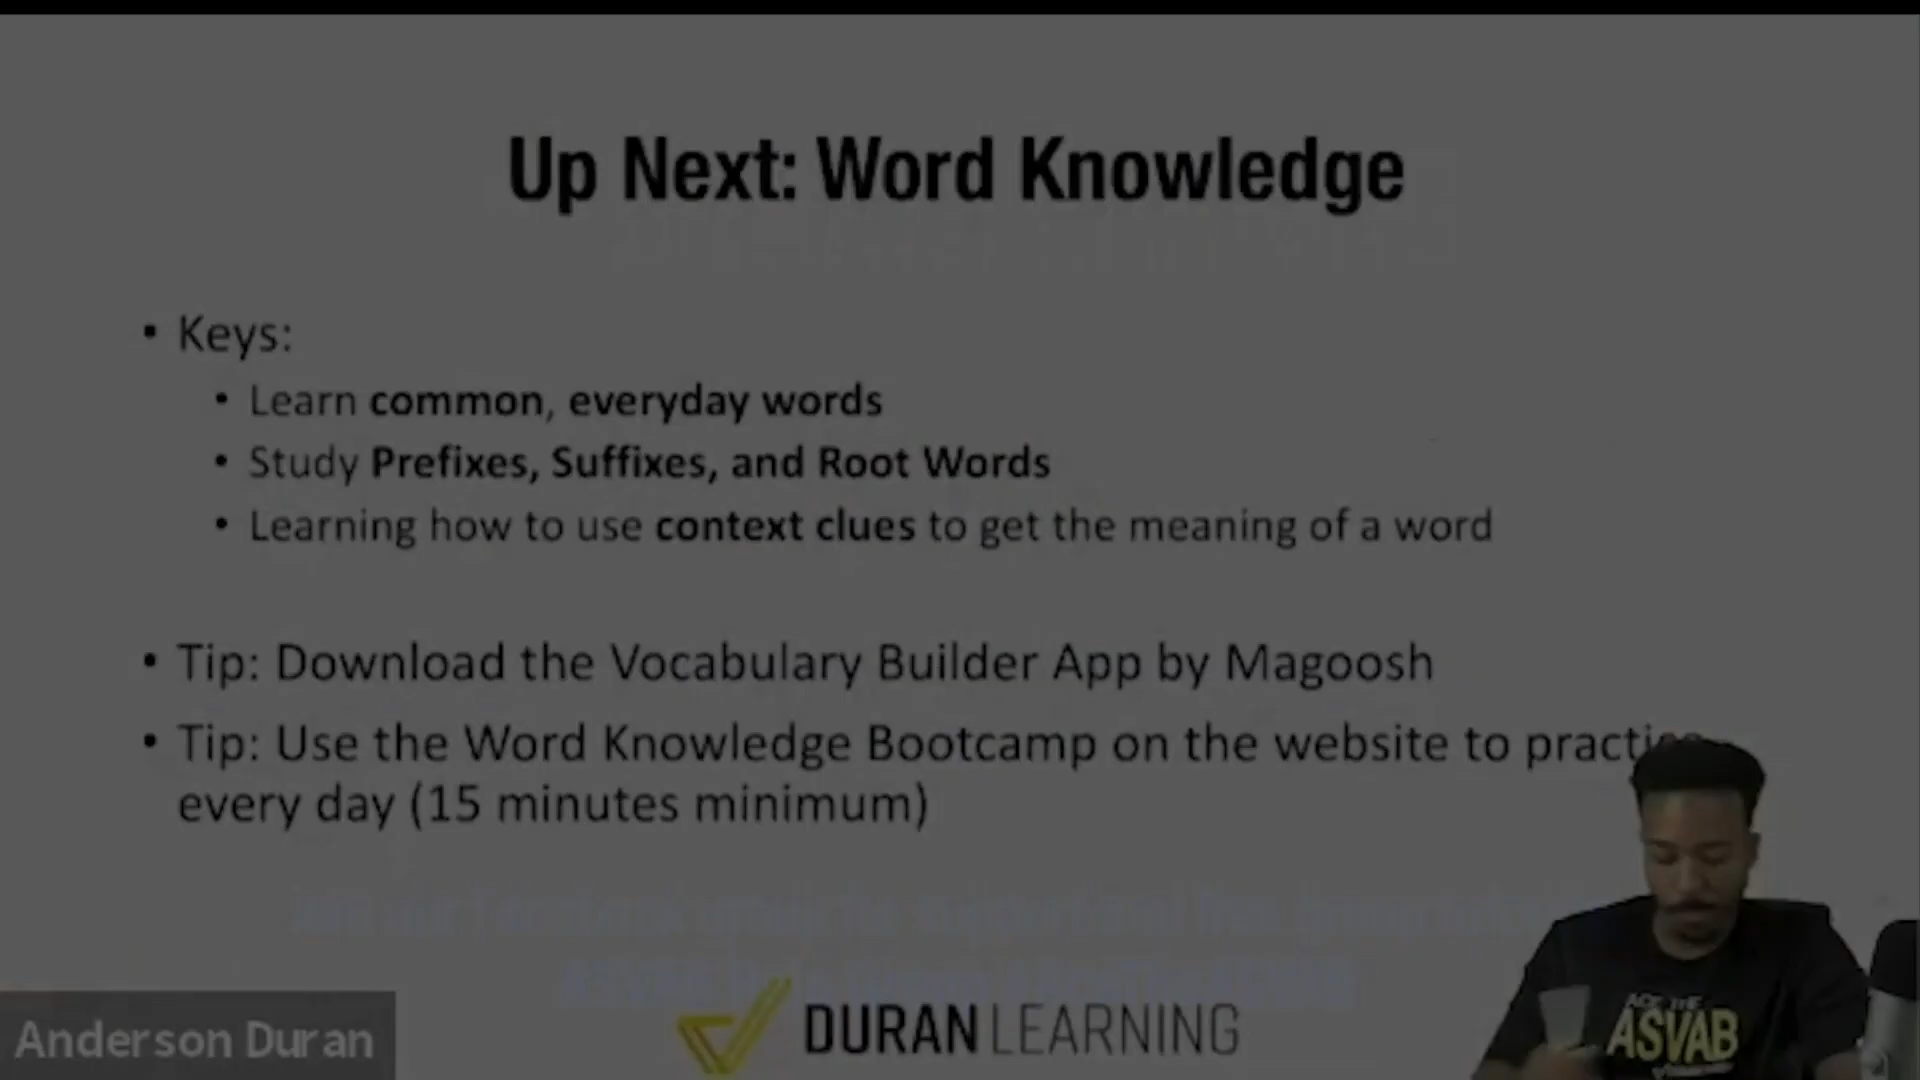 Up Next: Word Knowledge
• Keys:
• Learn common, everyday words
• Study Prefixes, Suffixes, and Root Words
• Learning how to use context clues to get the meaning of a word
• Tip: Download the Vocabulary Builder App by Magoosh
• Tip: Use the Word Knowledge Bootcamp on the website to practice
every day (15 minutes minimum)
Anderson Duran
DURAN LEARNING
ACE THE
ASVAB